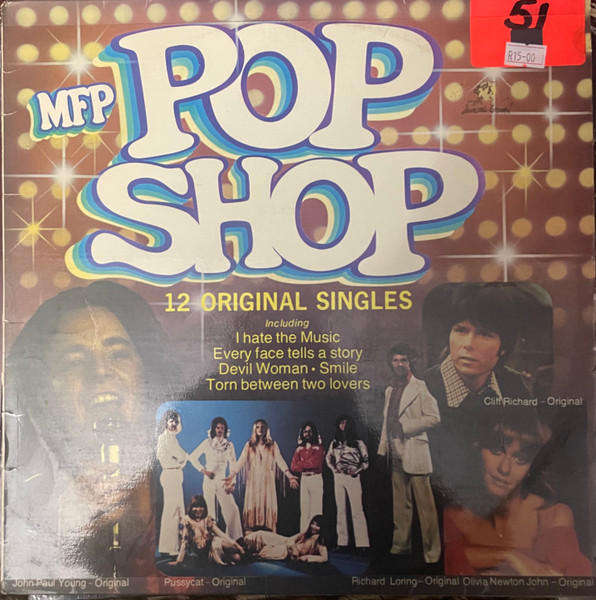 51
R15-00
MFP
POP
SHOP
12 ORIGINAL SINGLES
Including
I hate the Music
Every face tells a story
Devil Woman • Smile
Torn between two lovers
Cliff Richard - Original
John Paul Young - Original
Pussycat - Original
Richard Loring - Original
Olivia Newton John - Original